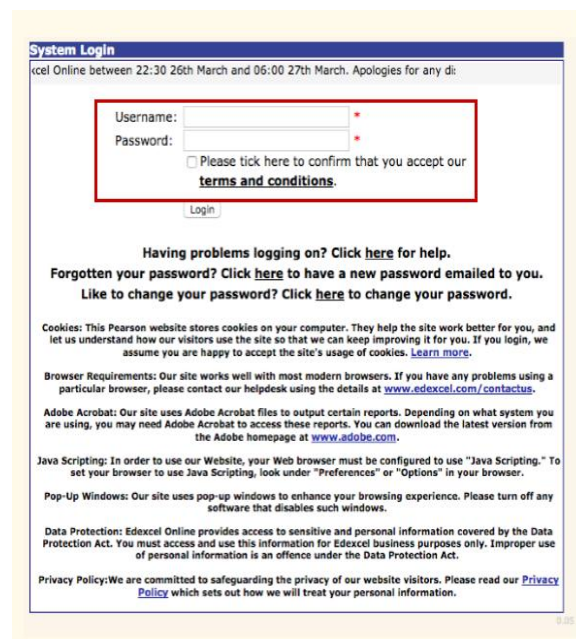 System Login
xcel Online between 22:30 26th March and 06:00 27th March. Apologies for any di
Username: *
Password: *
Please tick here to confirm that you accept our
terms and conditions.
Login
Having problems logging on? Click here for help.
Forgotten your password? Click here to have a new password emailed to you.
Like to change your password? Click here to change your password.
Cookies: This Pearson website stores cookies on your computer. They help the site work better for you, and
let us understand how our visitors use the site so that we can keep improving it for you. If you login, we
assume you are happy to accept the site's usage of cookies. Learn more.
Browser Requirements: Our site works well with most modern browsers. If you have any problems using a
particular browser, please contact our helpdesk using the details at www.edexcel.com/contactus.
Adobe Acrobat: Our site uses Adobe Acrobat files to output certain reports. Depending on what system you
are using, you may need Adobe Acrobat to access these reports. You can download the latest version from
the Adobe homepage at www.adobe.com.
Java Scripting: In order to use our Website, your Web browser must be configured to use "Java Scripting." To
set your browser to use Java Scripting, look under "Preferences" or "Options" in your browser.
Pop-Up Windows: Our site uses pop-up windows to enhance your browsing experience. Please turn off any
software that disables such windows.
Data Protection: Edexcel Online provides access to sensitive and personal information covered by the Data
Protection Act. You must access and use this information for Edexcel business purposes only. Improper use
of personal information is an offence under the Data Protection Act.
Privacy Policy:We are committed to safeguarding the privacy of our website visitors. Please read our Privacy
Policy which sets out how we will treat your personal information.
0.05